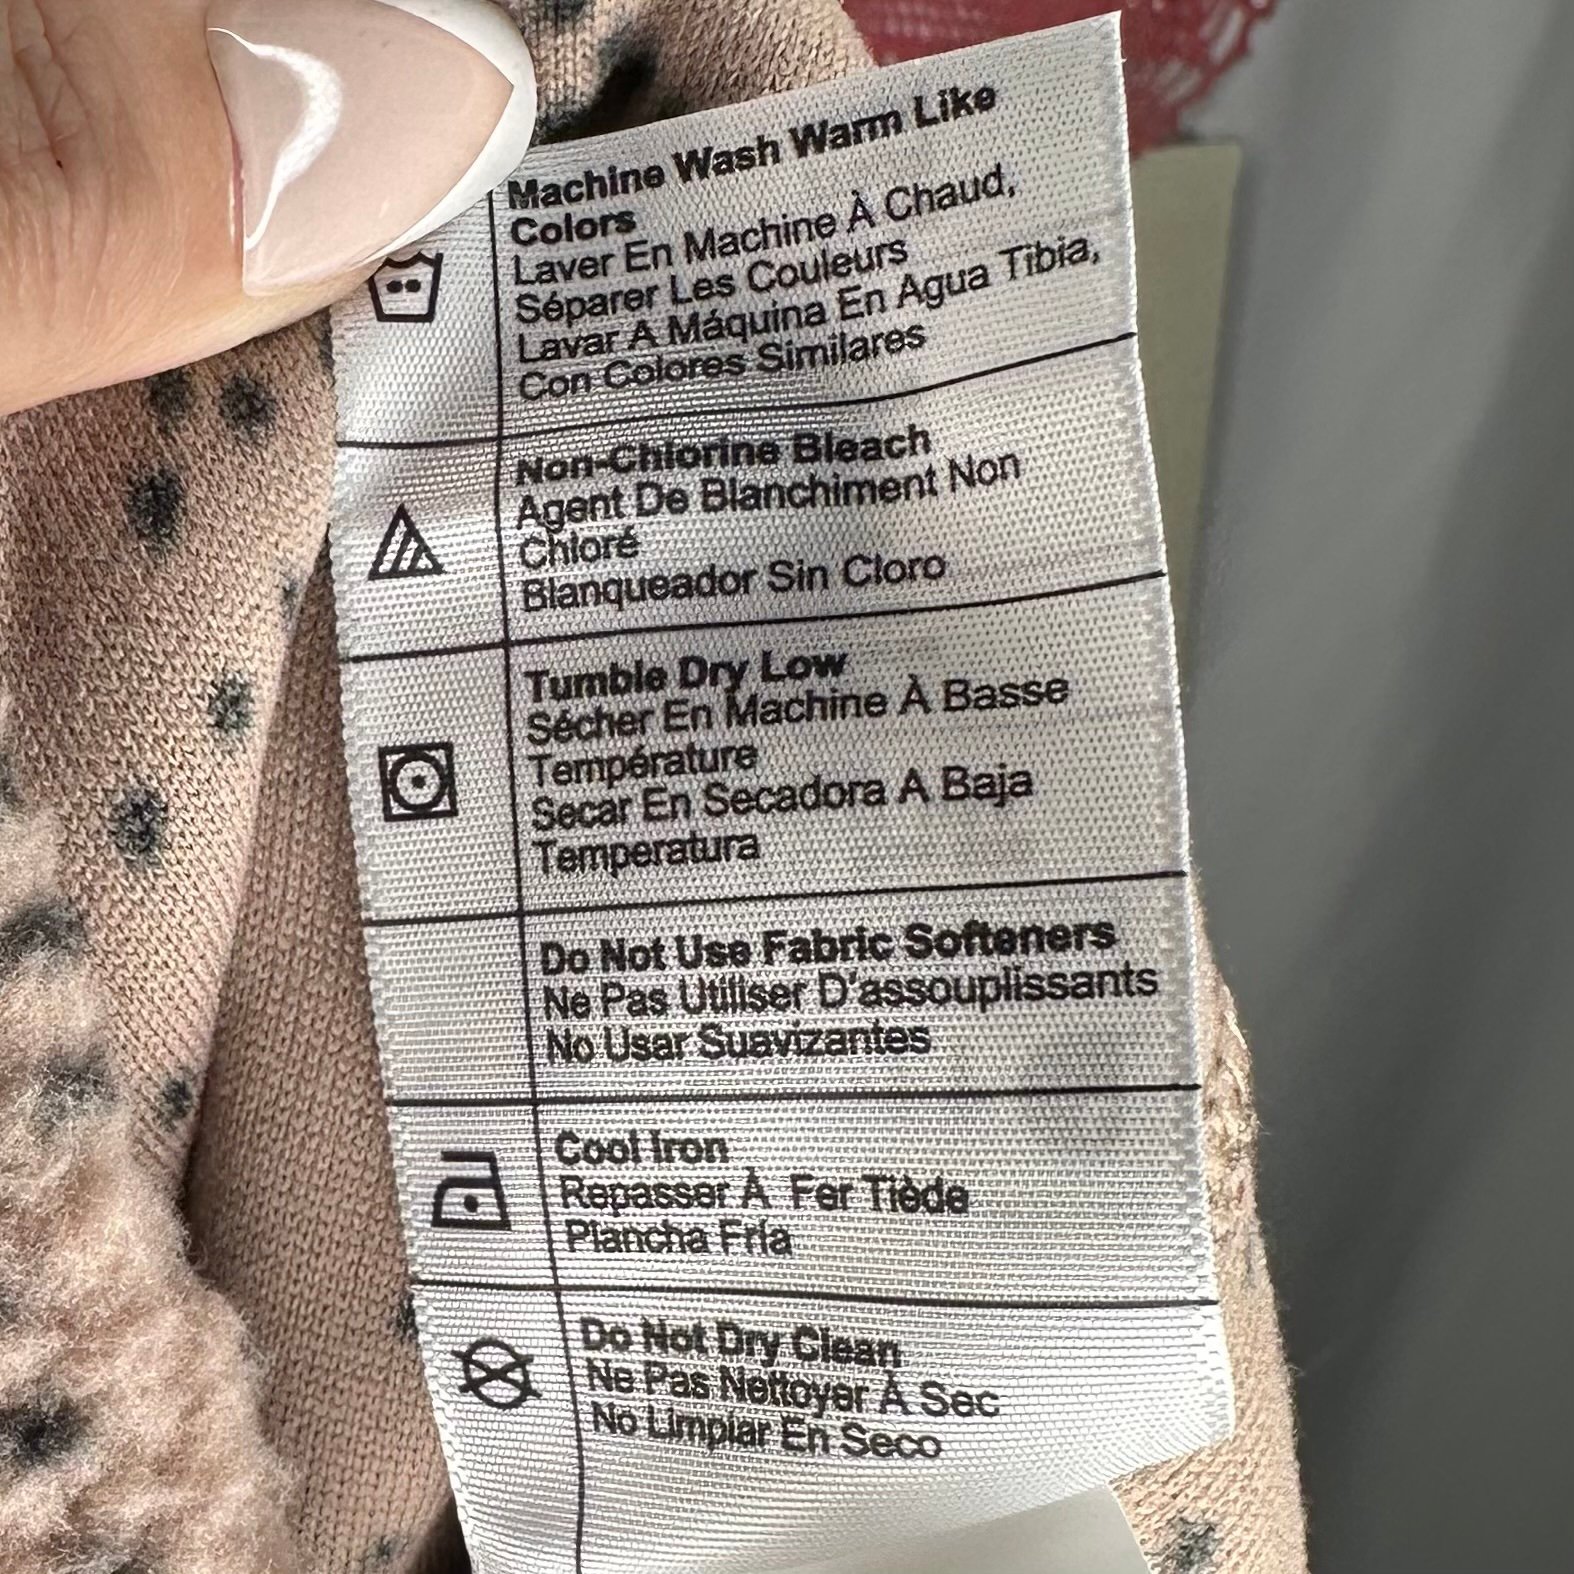 Machine Wash Warm Like
Colors
Laver En Machine À Chaud,
Séparer Les Couleurs
Lavar A Máquina En Agua Tibia,
Con Colores Similares
Non-Chlorine Bleach
Agent De Blanchiment Non
Chloré
Blanqueador Sin Cloro
Tumble Dry Low
Sécher En Machine À Basse
Température
Secar En Secadora A Baja
Temperatura
Do Not Use Fabric Softeners
Ne Pas Utiliser D'assouplissants
No Usar Suavizantes
Cool Iron
Repasser À Fer Tiède
Plancha Fría
Do Not Dry Clean
Ne Pas Nettoyer À Sec
No Limpiar En Seco